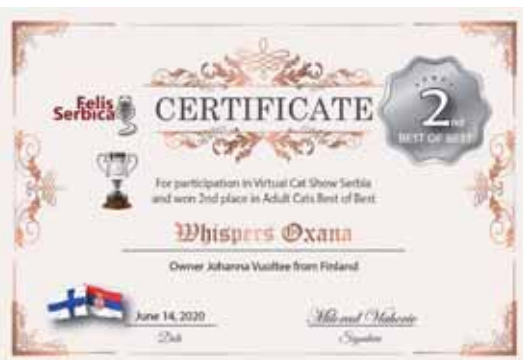 Felis
Serbica
CERTIFICATE
2nd
BEST OF BEST
For participation in Virtual Cat Show Serbia
and won 2nd place in Adult Cats Best of Best
Whispers Oxana
Owner Johanna Vuoltee from Finland
June 14, 2020
Date
Signature